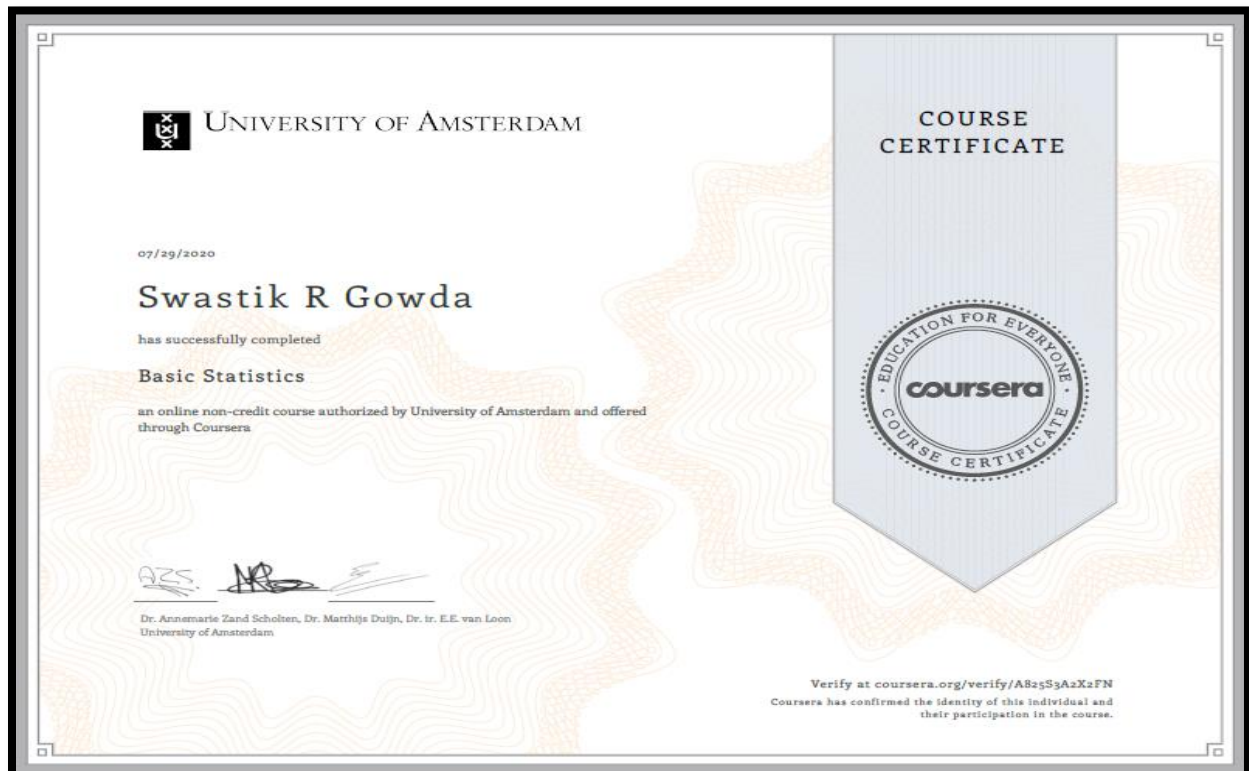 UNIVERSITY OF AMSTERDAM
07/29/2020
Swastik R Gowda
has successfully completed
Basic Statistics
an online non-credit course authorized by University of Amsterdam and offered
through Coursera
AZS.
Dr. Annemarie Zand Scholten, Dr. Matthijs Duijn, Dr. ir. E.E. van Loon
University of Amsterdam
COURSE
CERTIFICATE
EDUCATION FOR EVERYONE
coursera
COURSE CERTIFICATE
Verify at coursera.org/verify/A825S3A2X2FN
Coursera has confirmed the identity of this individual and
their participation in the course.